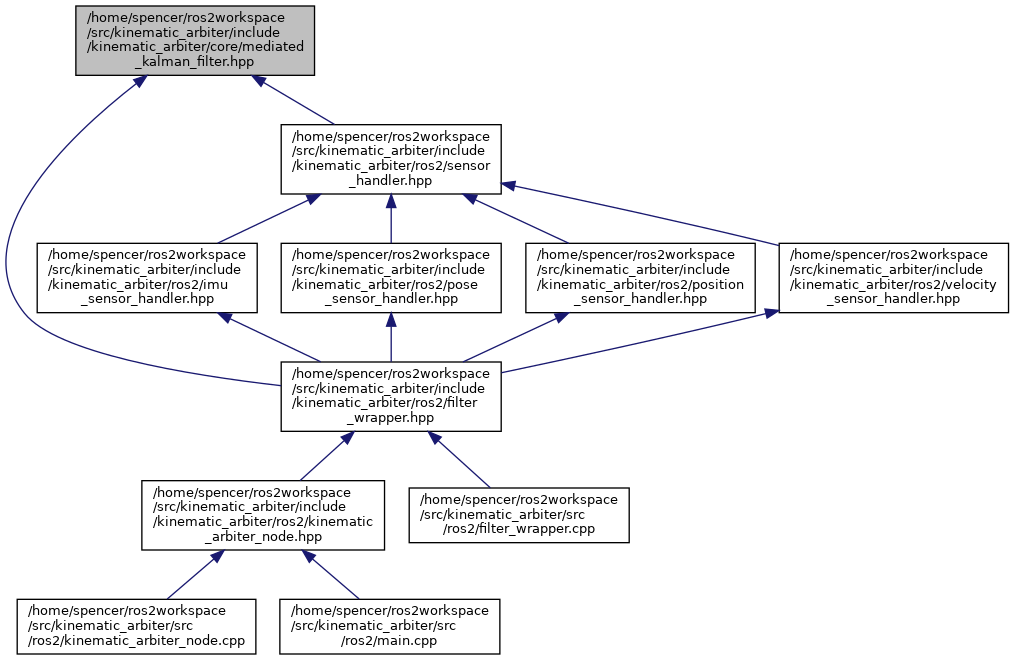 /home/spencer/ros2workspace
/src/kinematic_arbiter/include
/kinematic_arbiter/core/mediated
_kalman_filter.hpp
/home/spencer/ros2workspace
/src/kinematic_arbiter/include
/kinematic_arbiter/ros2/sensor
_handler.hpp
/home/spencer/ros2workspace
/src/kinematic_arbiter/include
/kinematic_arbiter/ros2/imu
_sensor_handler.hpp
/home/spencer/ros2workspace
/src/kinematic_arbiter/include
/kinematic_arbiter/ros2/pose
_sensor_handler.hpp
/home/spencer/ros2workspace
/src/kinematic_arbiter/include
/kinematic_arbiter/ros2/position
_sensor_handler.hpp
/home/spencer/ros2workspace
/src/kinematic_arbiter/include
/kinematic_arbiter/ros2/velocity
_sensor_handler.hpp
/home/spencer/ros2workspace
/src/kinematic_arbiter/include
/kinematic_arbiter/ros2/filter
_wrapper.hpp
/home/spencer/ros2workspace
/src/kinematic_arbiter/include
/kinematic_arbiter/ros2/kinematic
_arbiter_node.hpp
/home/spencer/ros2workspace
/src/kinematic_arbiter/src
/ros2/filter_wrapper.cpp
/home/spencer/ros2workspace
/src/kinematic_arbiter/src
/ros2/kinematic_arbiter_node.cpp
/home/spencer/ros2workspace
/src/kinematic_arbiter/src
/ros2/main.cpp